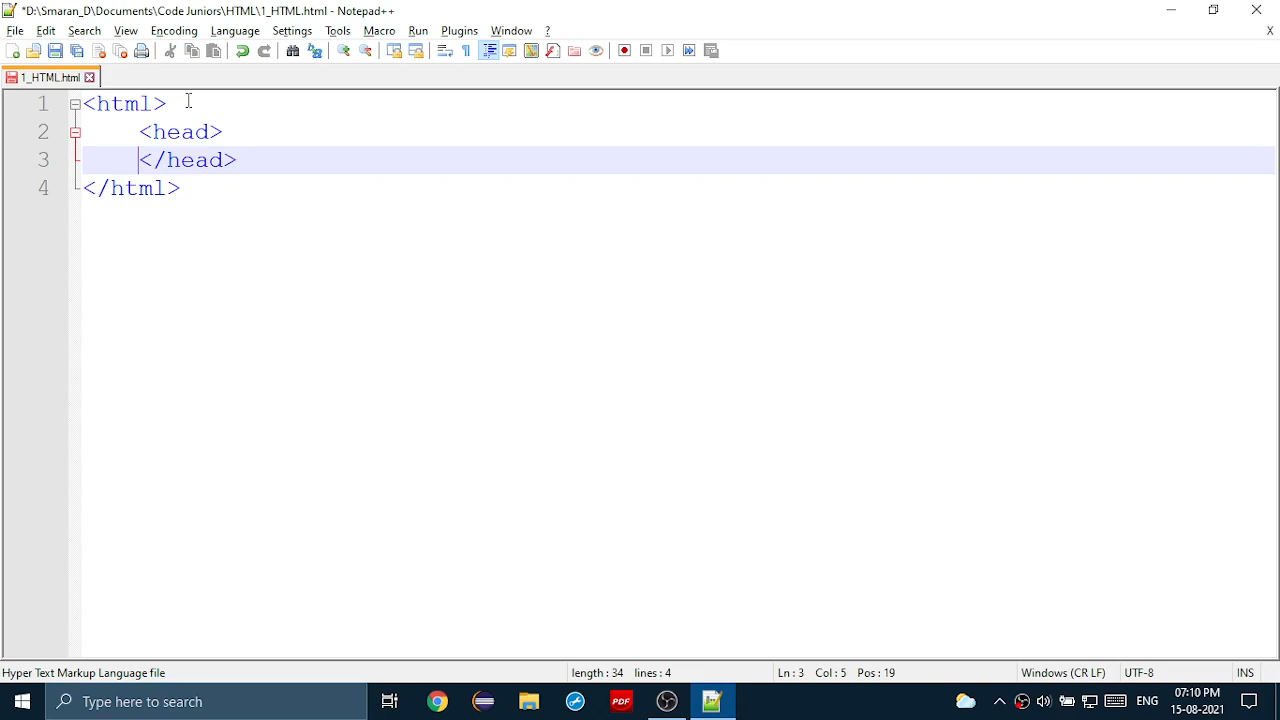 *D:\Smaran_D\Documents\Code Juniors\HTML\1_HTML.html - Notepad++
File Edit Search View Encoding Language Settings Tools Macro Run Plugins Window ? X
1_HTML.html
1 <html>
2 <head>
3 </head>
4 </html>
Hyper Text Markup Language file length : 34 lines : 4 Ln : 3 Col : 5 Pos : 19 Windows (CR LF) UTF-8 INS
Type here to search PDF ENG 07:10 PM
15-08-2021